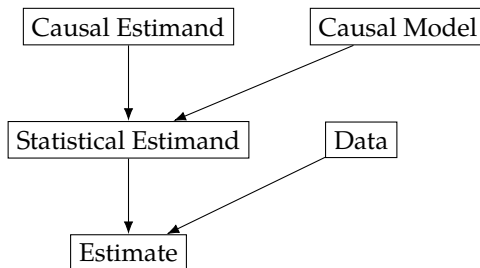 Causal Estimand
Causal Model
Statistical Estimand
Data
Estimate